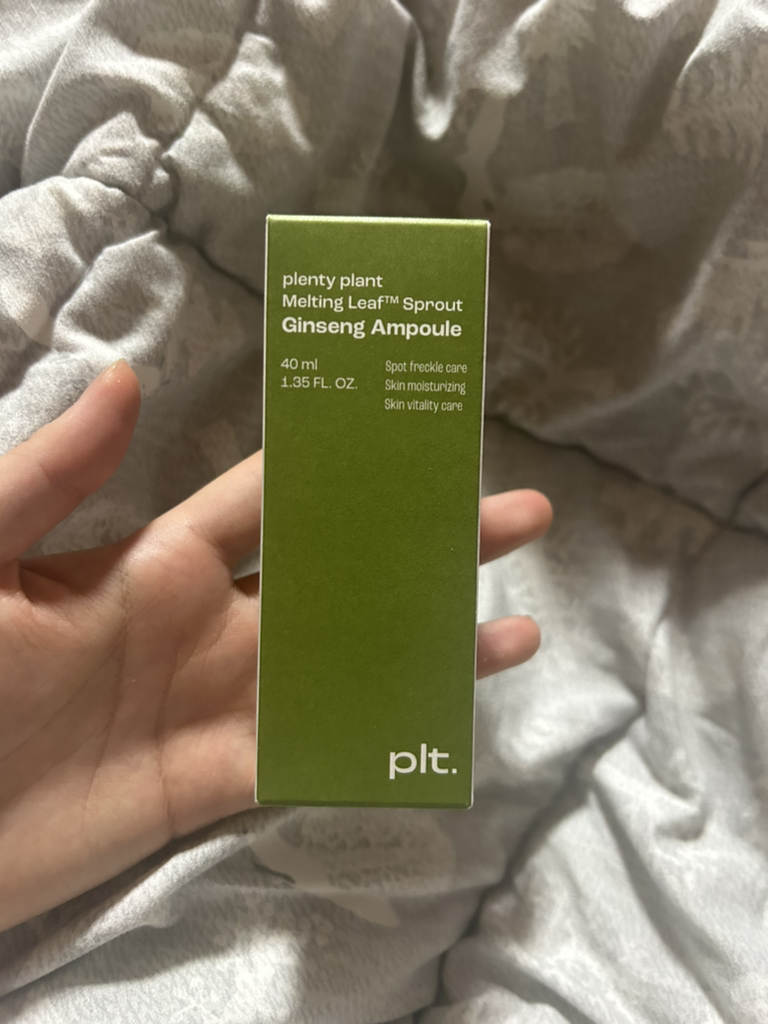 plenty plant
Melting Leaf™ Sprout
Ginseng Ampoule
40 ml
1.35 FL. OZ.
Spot freckle care
Skin moisturizing
Skin vitality care
plt.